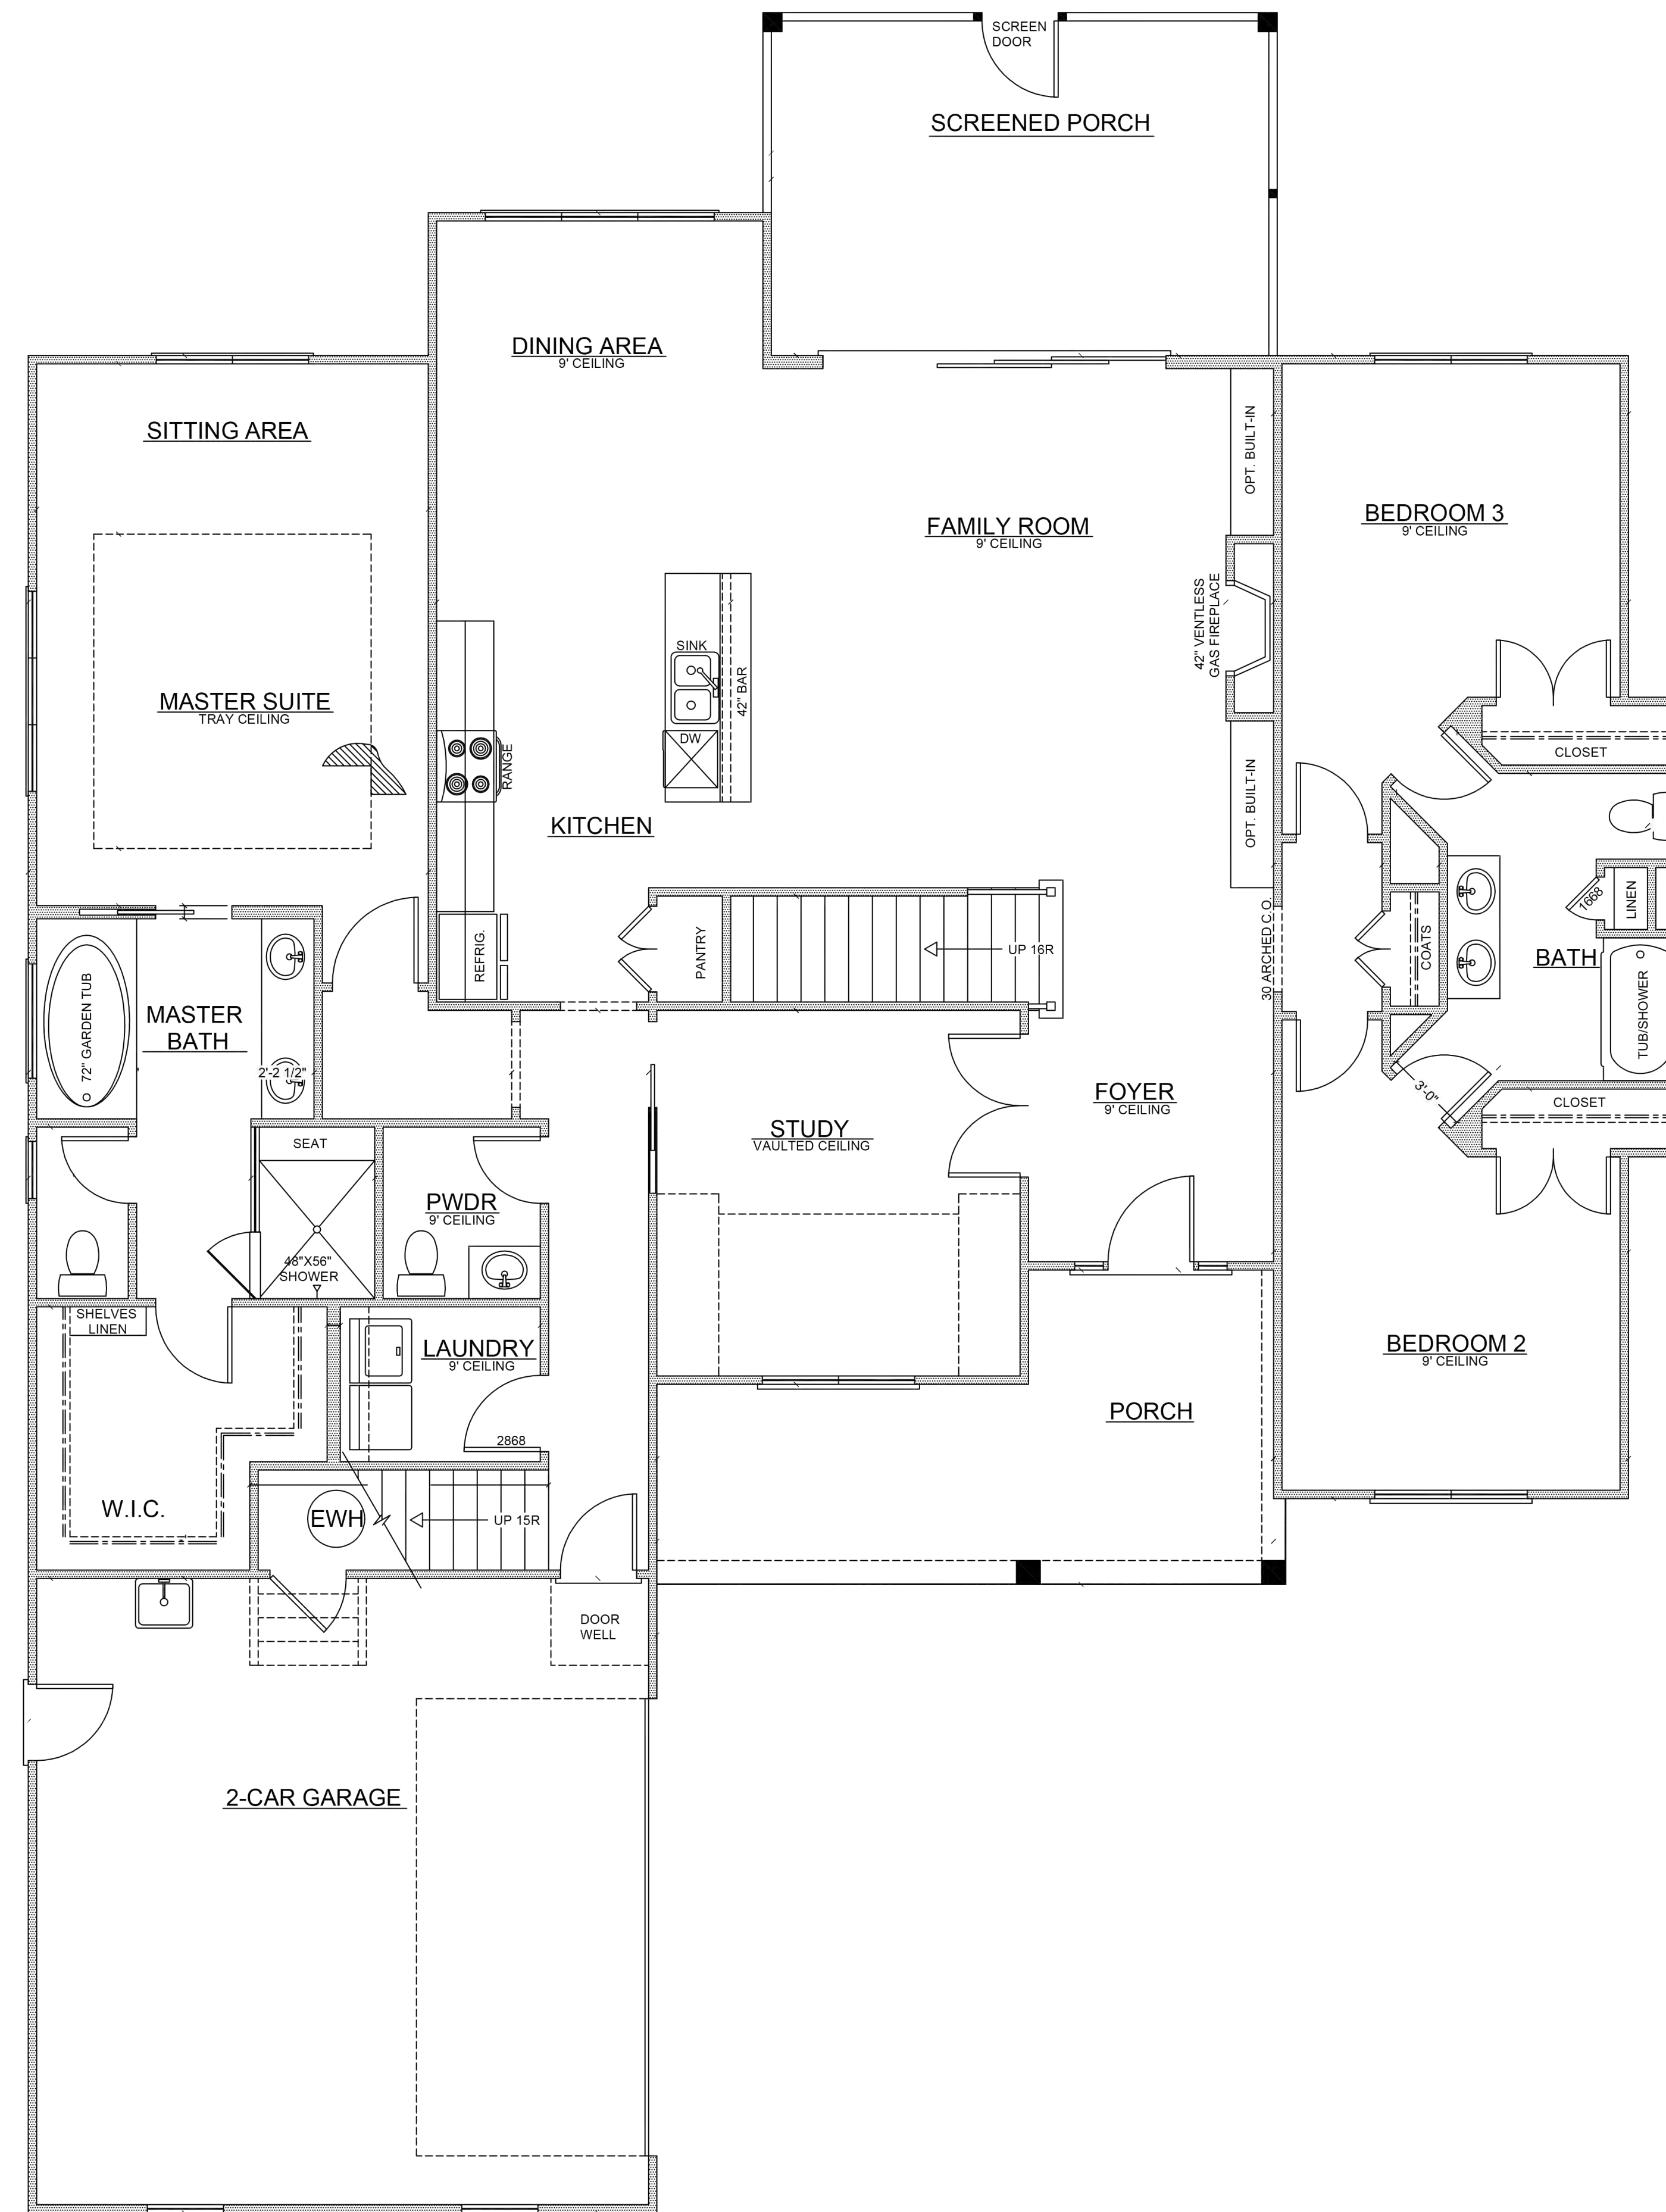 SCREEN
DOOR
SCREENED PORCH
DINING AREA
9' CEILING
SITTING AREA
OPT. BUILT-IN
FAMILY ROOM
9' CEILING
BEDROOM 3
9' CEILING
42" VENTLESS
GAS FIREPLACE
SINK
42" BAR
MASTER SUITE
TRAY CEILING
DW
RANGE
CLOSET
OPT. BUILT-IN
KITCHEN
1668
LINEN
REFRIG.
PANTRY
UP 16R
30 ARCHED C.O.
COATS
BATH
72" GARDEN TUB
MASTER
BATH
TUB/SHOWER
2'-2 1/2"
FOYER
9' CEILING
3'-0"
CLOSET
STUDY
VAULTED CEILING
SEAT
PWDR
9' CEILING
48"X56"
SHOWER
SHELVES
LINEN
LAUNDRY
9' CEILING
BEDROOM 2
9' CEILING
PORCH
2868
W.I.C.
EWH
UP 15R
DOOR
WELL
2-CAR GARAGE